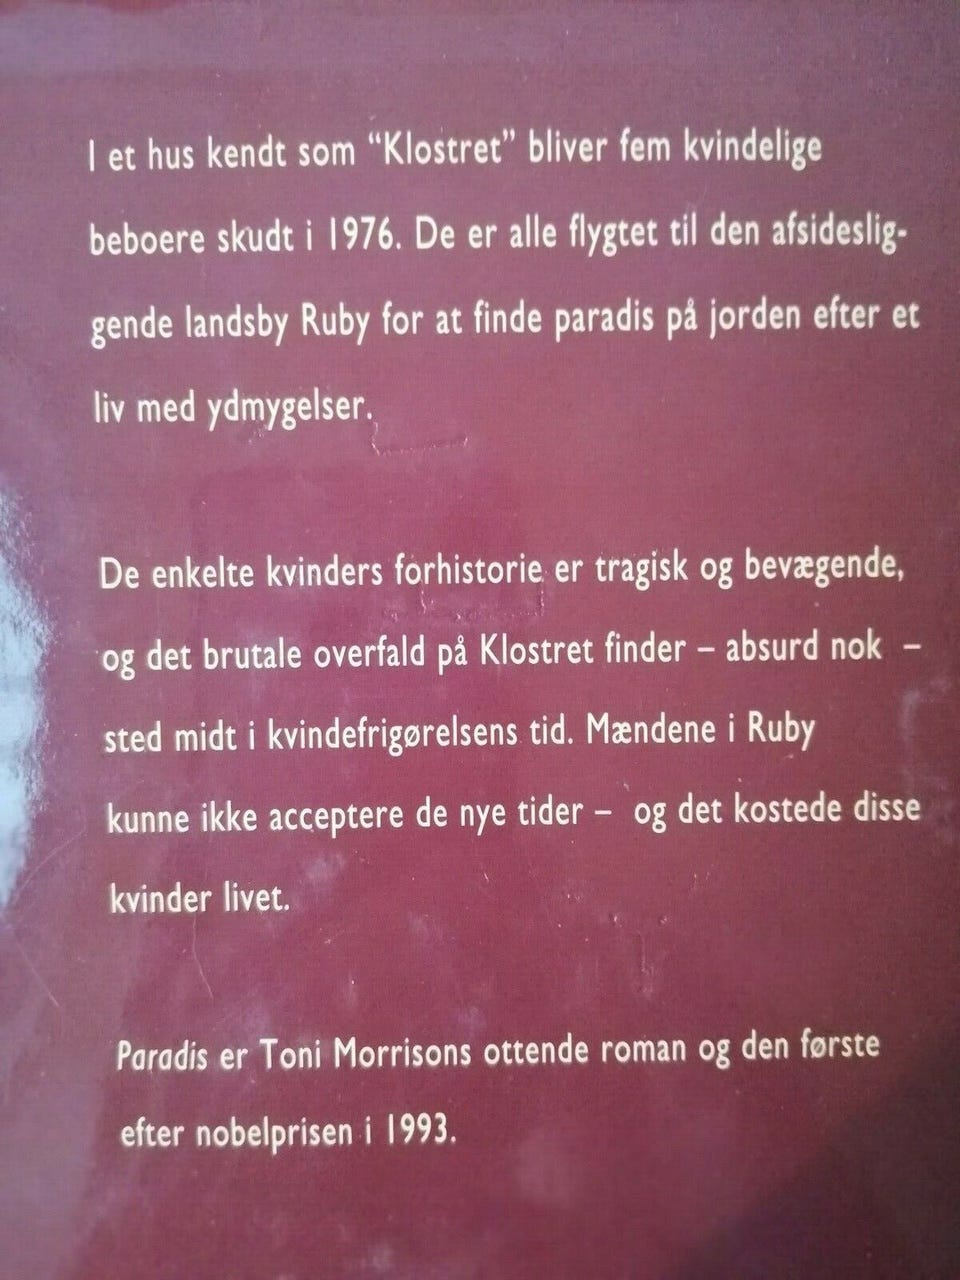 I et hus kendt som “Klostret” bliver fem kvindelige
beboere skudt i 1976. De er alle flygtet til den afsideslig-
gende landsby Ruby for at finde paradis på jorden efter et
liv med ydmygelser.
De enkelte kvinders forhistorie er tragisk og bevægende,
og det brutale overfald på Klostret finder – absurd nok –
sted midt i kvindefrigørelsens tid. Mændene i Ruby
kunne ikke acceptere de nye tider – og det kostede disse
kvinder livet.
Paradis er Toni Morrisons ottende roman og den første
efter nobelprisen i 1993.